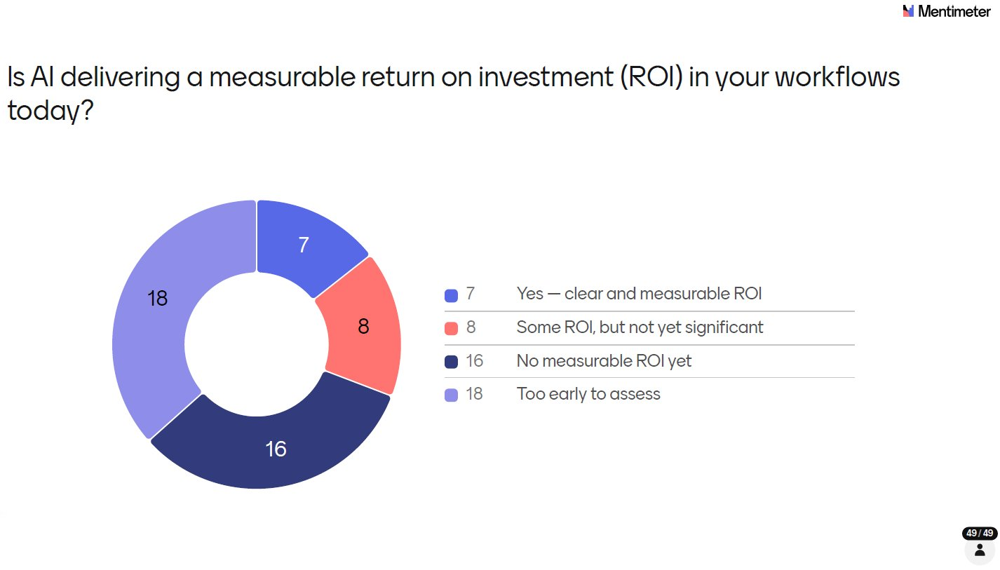 Mentimeter
Is AI delivering a measurable return on investment (ROI) in your workflows
today?
7
8
16
18
7 Yes — clear and measurable ROI
8 Some ROI, but not yet significant
16 No measurable ROI yet
18 Too early to assess
49 / 49